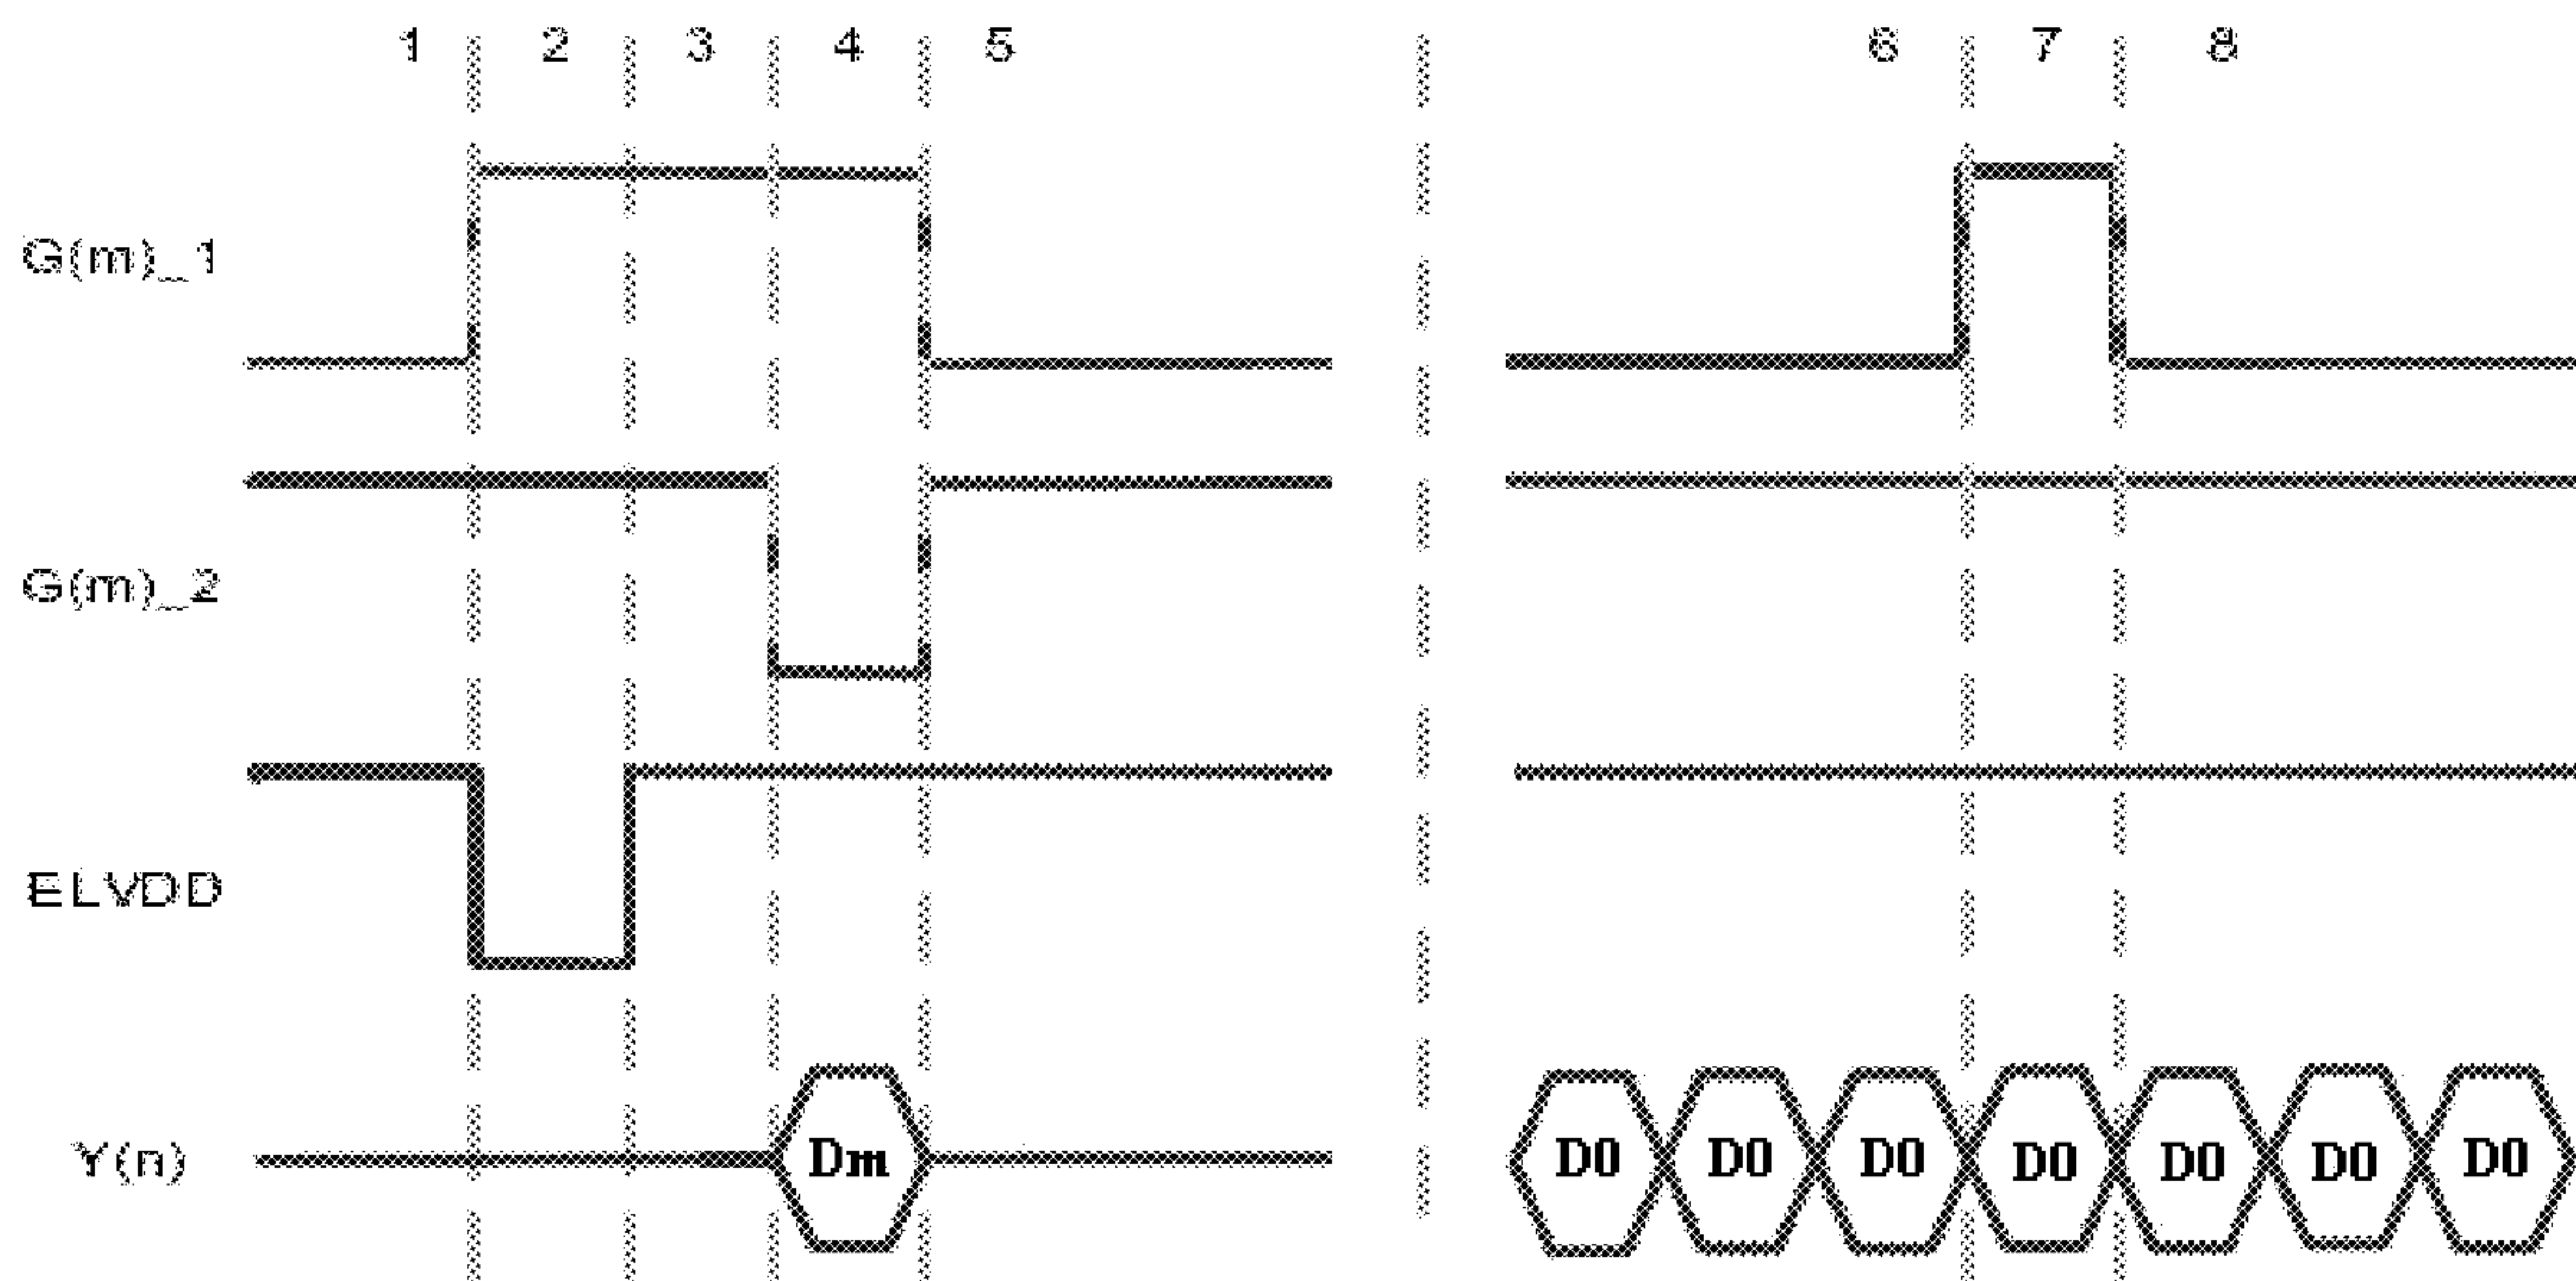 1 2 3 4 5 6 7 8
G(m)_1
G(m)_2
ELVDD
Y(n) Dm D0 D0 D0 D0 D0 D0 D0